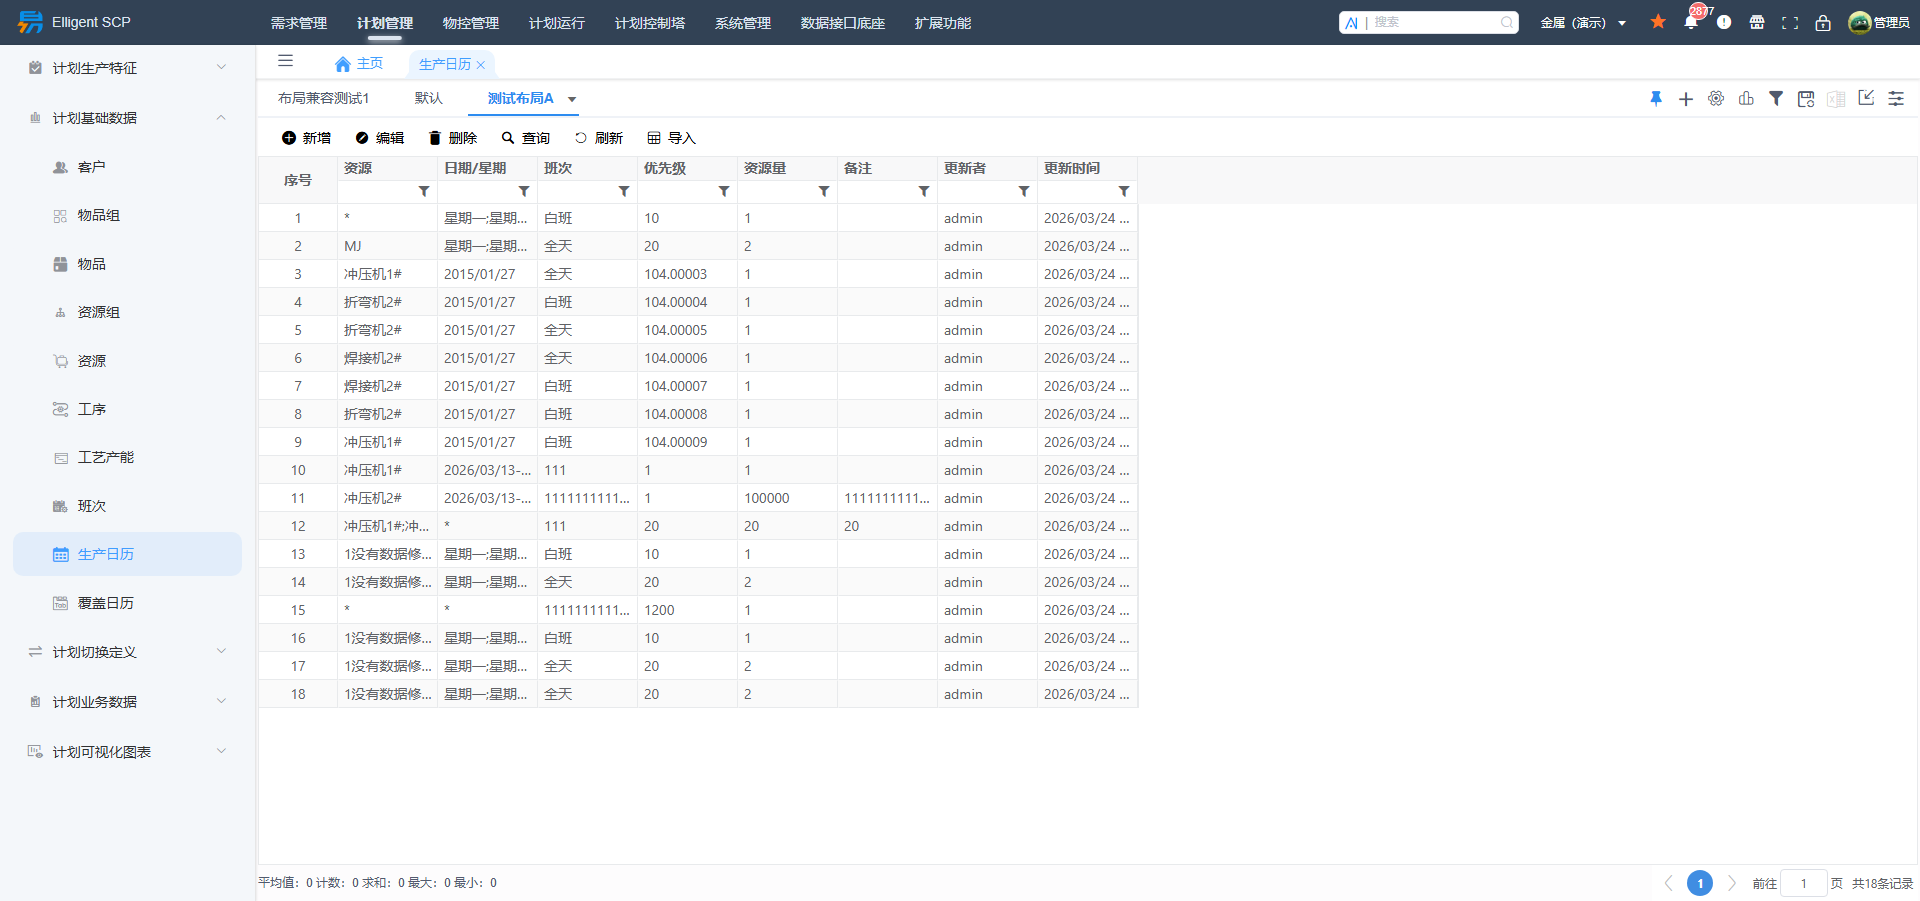 Elligent SCP
需求管理 计划管理 物控管理 计划运行 计划控制塔 系统管理 数据接口底座 扩展功能
AI | 搜索
金属（演示）
管理员
计划生产特征
计划基础数据
客户
物品组
物品
资源组
资源
工序
工艺产能
班次
生产日历
覆盖日历
计划切换定义
计划业务数据
计划可视化图表
主页 生产日历
布局兼容测试1 默认 测试布局A
新增 编辑 删除 查询 刷新 导入
序号 资源 日期/星期 班次 优先级 资源量 备注 更新者 更新时间
1 * 星期一;星期... 白班 10 1 admin 2026/03/24 ...
2 MJ 星期一;星期... 全天 20 2 admin 2026/03/24 ...
3 冲压机1# 2015/01/27 全天 104.00003 1 admin 2026/03/24 ...
4 折弯机2# 2015/01/27 白班 104.00004 1 admin 2026/03/24 ...
5 折弯机2# 2015/01/27 全天 104.00005 1 admin 2026/03/24 ...
6 焊接机2# 2015/01/27 全天 104.00006 1 admin 2026/03/24 ...
7 焊接机2# 2015/01/27 白班 104.00007 1 admin 2026/03/24 ...
8 折弯机2# 2015/01/27 白班 104.00008 1 admin 2026/03/24 ...
9 冲压机1# 2015/01/27 白班 104.00009 1 admin 2026/03/24 ...
10 冲压机1# 2026/03/13-... 111 1 1 admin 2026/03/24 ...
11 冲压机2# 2026/03/13-... 1111111111... 1 100000 1111111111... admin 2026/03/24 ...
12 冲压机1#;冲... * 111 20 20 20 admin 2026/03/24 ...
13 1没有数据修... 星期一;星期... 白班 10 1 admin 2026/03/24 ...
14 1没有数据修... 星期一;星期... 全天 20 2 admin 2026/03/24 ...
15 * * 1111111111... 1200 1 admin 2026/03/24 ...
16 1没有数据修... 星期一;星期... 白班 10 1 admin 2026/03/24 ...
17 1没有数据修... 星期一;星期... 全天 20 2 admin 2026/03/24 ...
18 1没有数据修... 星期一;星期... 全天 20 2 admin 2026/03/24 ...
平均值：0 计数：0 求和：0 最大：0 最小：0
1 前往 1 页 共18条记录